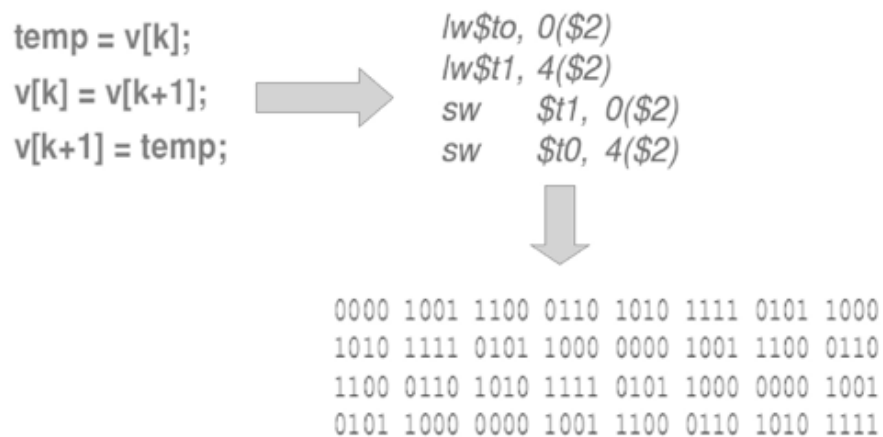 temp = v[k];
v[k] = v[k+1];
v[k+1] = temp;
lw$to, 0($2)
lw$t1, 4($2)
sw $t1, 0($2)
sw $t0, 4($2)
0000 1001 1100 0110 1010 1111 0101 1000
1010 1111 0101 1000 0000 1001 1100 0110
1100 0110 1010 1111 0101 1000 0000 1001
0101 1000 0000 1001 1100 0110 1010 1111